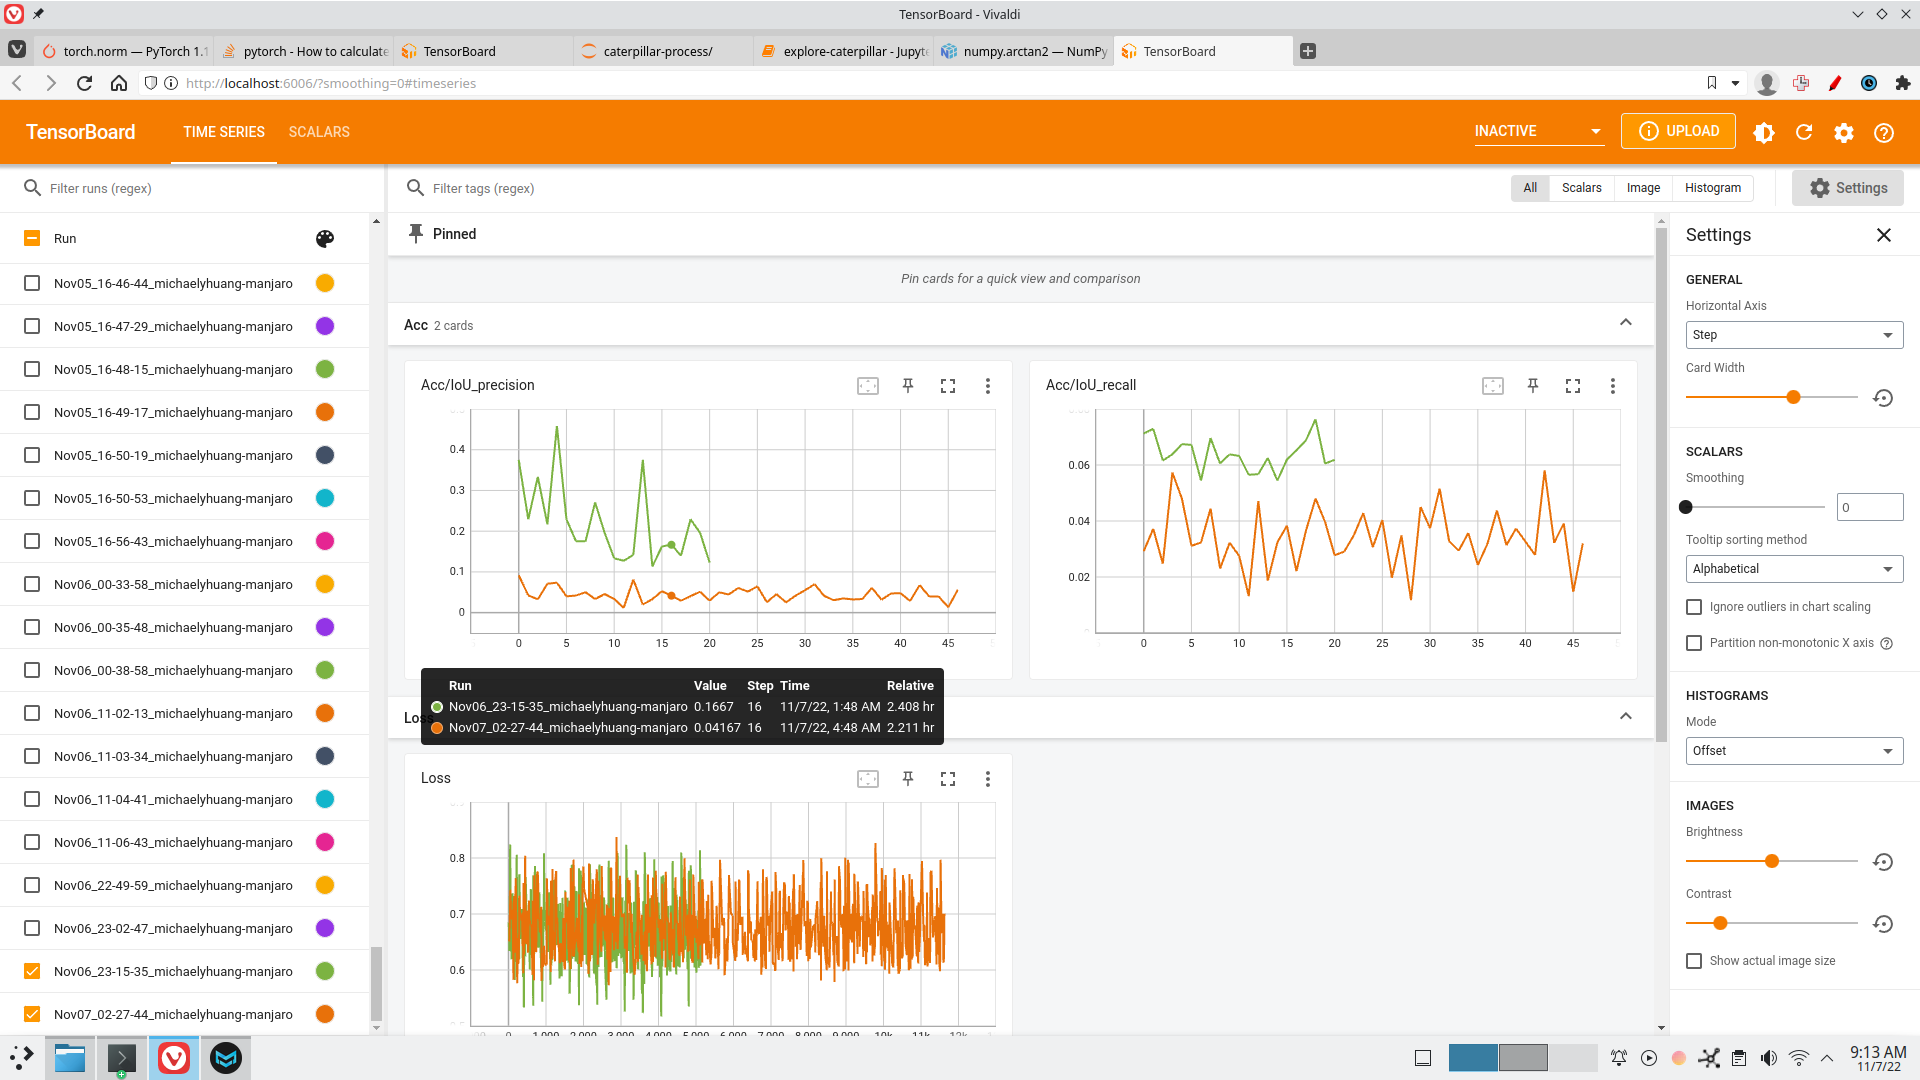 TensorBoard - Vivaldi
torch.norm — PyTorch 1.1
pytorch - How to calculate
TensorBoard
caterpillar-process/
explore-caterpillar - Jupyt
numpy.arctan2 — NumPy
TensorBoard
http://localhost:6006/?smoothing=0#timeseries
TensorBoard
TIME SERIES
SCALARS
INACTIVE
UPLOAD
Filter runs (regex)
Filter tags (regex)
All
Scalars
Image
Histogram
Settings
Run
Nov05_16-46-44_michaelyhuang-manjaro
Nov05_16-47-29_michaelyhuang-manjaro
Nov05_16-48-15_michaelyhuang-manjaro
Nov05_16-49-17_michaelyhuang-manjaro
Nov05_16-50-19_michaelyhuang-manjaro
Nov05_16-50-53_michaelyhuang-manjaro
Nov05_16-56-43_michaelyhuang-manjaro
Nov06_00-33-58_michaelyhuang-manjaro
Nov06_00-35-48_michaelyhuang-manjaro
Nov06_00-38-58_michaelyhuang-manjaro
Nov06_11-02-13_michaelyhuang-manjaro
Nov06_11-03-34_michaelyhuang-manjaro
Nov06_11-04-41_michaelyhuang-manjaro
Nov06_11-06-43_michaelyhuang-manjaro
Nov06_22-49-59_michaelyhuang-manjaro
Nov06_23-02-47_michaelyhuang-manjaro
Nov06_23-15-35_michaelyhuang-manjaro
Nov07_02-27-44_michaelyhuang-manjaro
Pinned
Pin cards for a quick view and comparison
Acc 2 cards
Acc/IoU_precision
0.4
0.3
0.2
0.1
0
0 5 10 15 20 25 30 35 40 45
Acc/IoU_recall
0.06
0.04
0.02
0 5 10 15 20 25 30 35 40 45
Run Value Step Time Relative
Nov06_23-15-35_michaelyhuang-manjaro 0.1667 16 11/7/22, 1:48 AM 2.408 hr
Nov07_02-27-44_michaelyhuang-manjaro 0.04167 16 11/7/22, 4:48 AM 2.211 hr
Loss
Loss
0.8
0.7
0.6
0 1,000 2,000 3,000 4,000 5,000 6,000 7,000 8,000 9,000 10k 11k 12k
Settings
GENERAL
Horizontal Axis
Step
Card Width
SCALARS
Smoothing
0
Tooltip sorting method
Alphabetical
Ignore outliers in chart scaling
Partition non-monotonic X axis
HISTOGRAMS
Mode
Offset
IMAGES
Brightness
Contrast
Show actual image size
9:13 AM
11/7/22